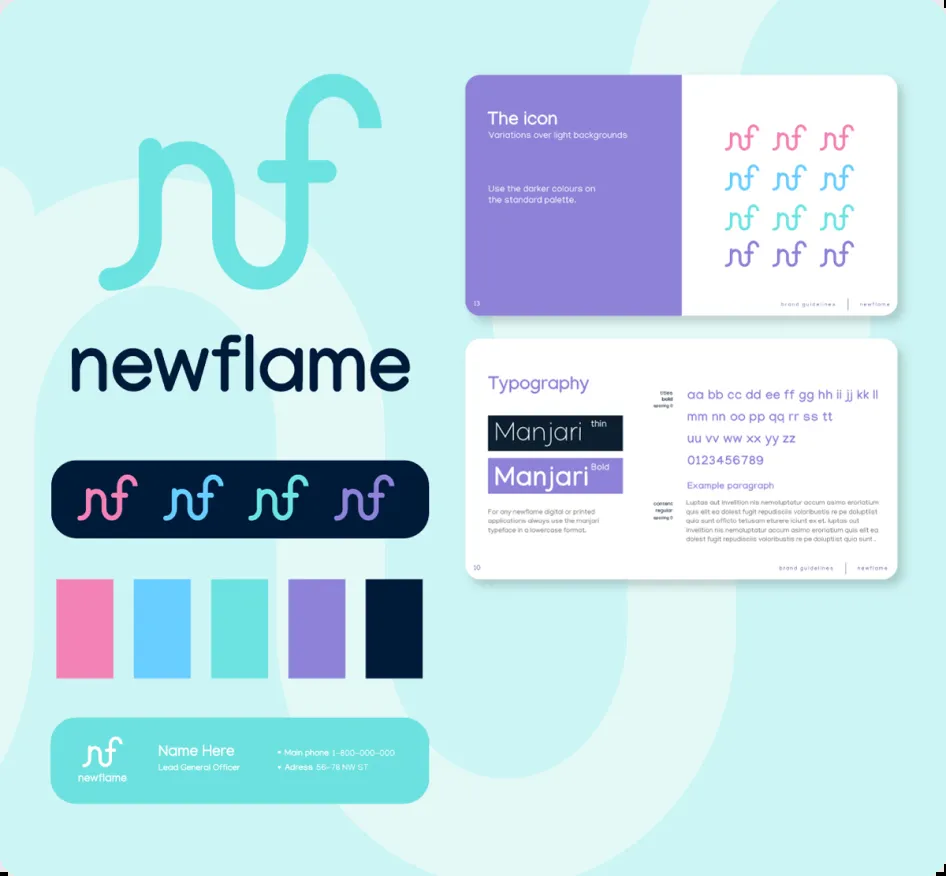 nf
newflame
nf nf nf nf
nf
newflame
Name Here
Lead General Officer
• Main phone 1-800-000-000
• Adress 56-78 NW ST
The icon
Variations over light backgrounds
Use the darker colours on
the standard palette.
nf nf nf
nf nf nf
nf nf nf
nf nf nf
13
brand guidelines | newflame
Typography
Manjari thin
Manjari Bold
For any newflame digital or printed
applications always use the manjari
typeface in a lowercase format.
titles
bold
spacing 0
aa bb cc dd ee ff gg hh ii jj kk ll
mm nn oo pp qq rr ss tt
uu vv ww xx yy zz
0123456789
Example paragraph
regular
spacing 0
Luptas aut invelition nis nemoluptatur accum asimo eroriatium
quis elit ea dolest fugit repudisciis voloribustis re pe doluptist
quia sunt officto tetusam eturere iciunt ex et. luptas aut
invelition nis nemoluptatur accum asimo eroriatium quis elit ea
dolest fugit repudisciis voloribustis re pe doluptist quia sunt..
10
brand guidelines | newflame